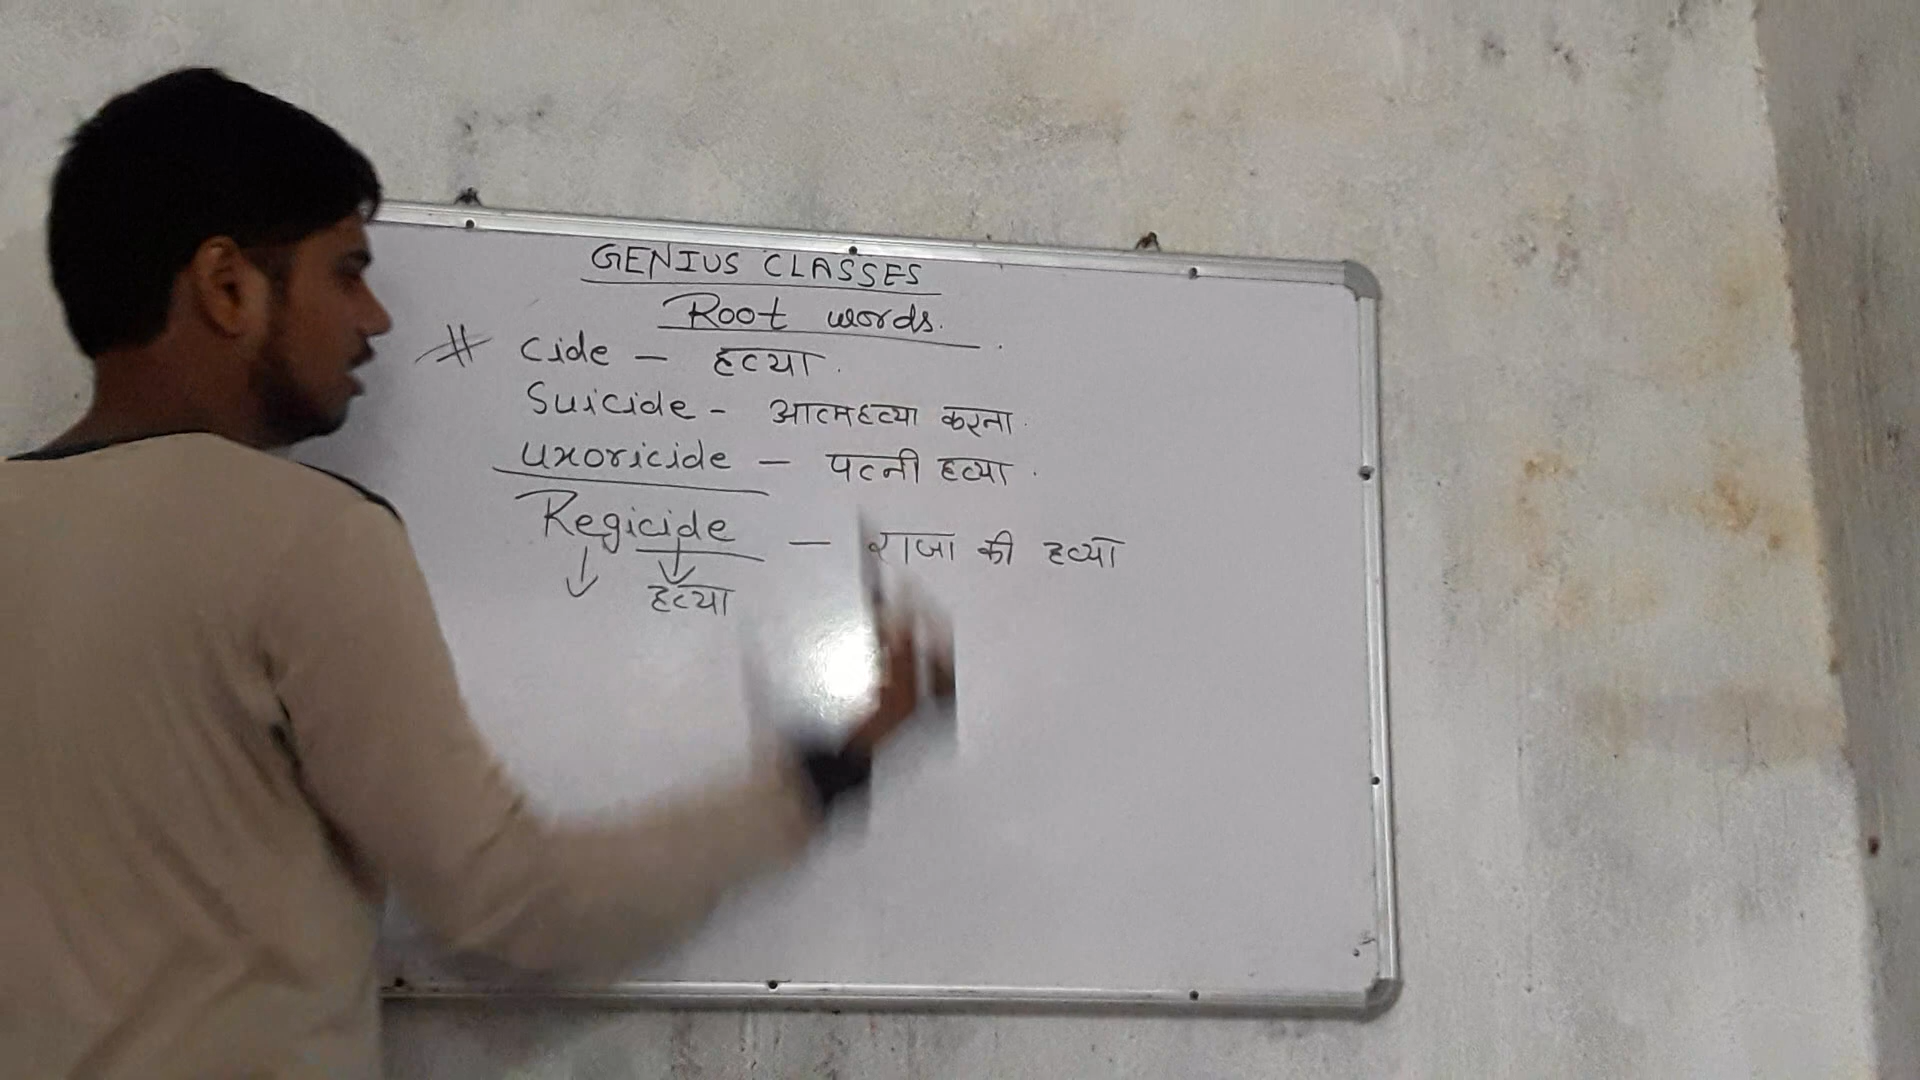 GENIUS CLASSES
Root words.
# Cide - हत्या.
Suicide - आत्महत्या करना.
uxoricide - पत्नी हत्या.
Regicide - राजा की हत्या
↓ ↓
हत्या